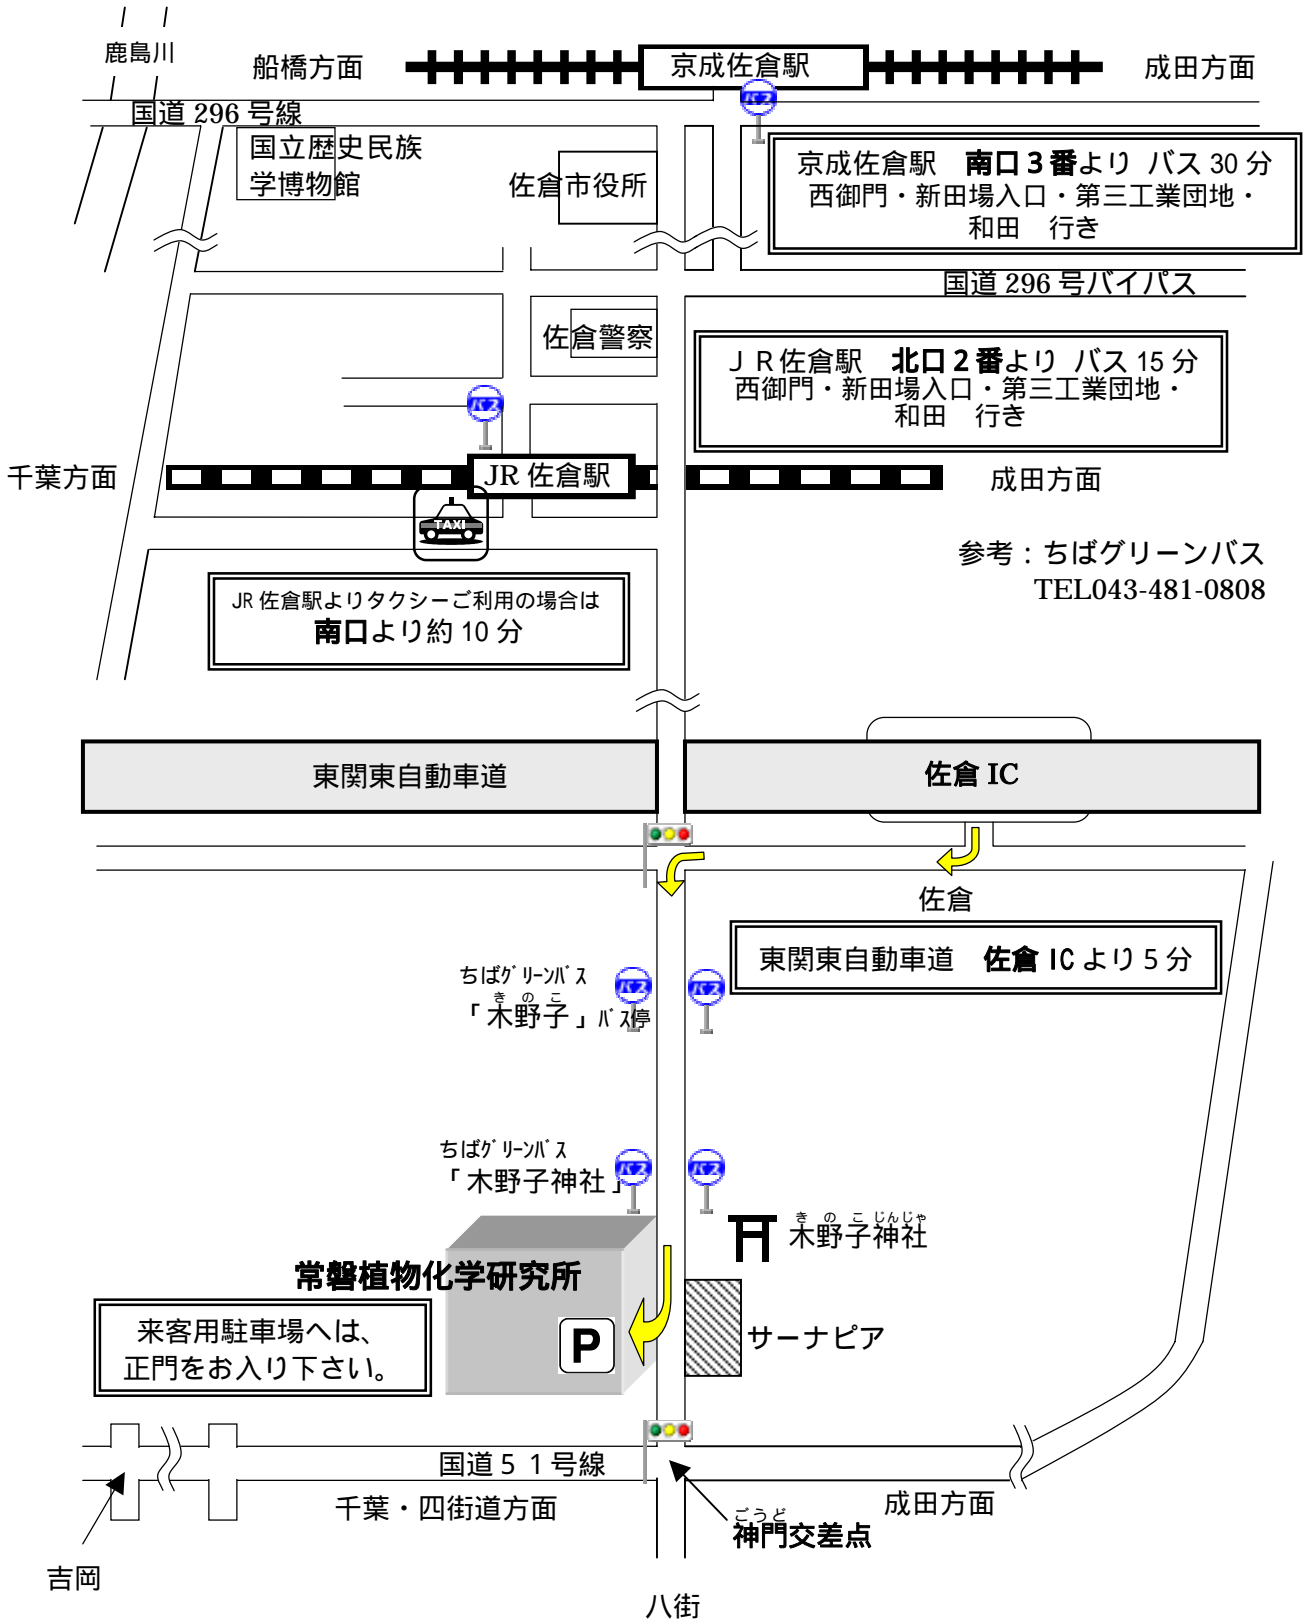 鹿島川
船橋方面
京成佐倉駅
成田方面
バス
国道 296 号線
国立歴史民族
学博物館
佐倉市役所
京成佐倉駅　南口３番より バス 30 分
西御門・新田場入口・第三工業団地・
和田　行き
国道 296 号バイパス
佐倉警察
ＪＲ佐倉駅　北口２番より バス 15 分
西御門・新田場入口・第三工業団地・
和田　行き
バス
千葉方面
JR 佐倉駅
成田方面
TAXI
参考：ちばグリーンバス
TEL043-481-0808
JR 佐倉駅よりタクシーご利用の場合は
南口より約 10 分
東関東自動車道
佐倉 IC
佐倉
東関東自動車道　佐倉 IC より 5 分
ちばｸﾞﾘｰﾝﾊﾞｽ
きのこ
「木野子」ﾊﾞｽ停
バス
バス
ちばｸﾞﾘｰﾝﾊﾞｽ
「木野子神社」
バス
バス
きのこじんじゃ
木野子神社
常磐植物化学研究所
P
サーナピア
来客用駐車場へは、
正門をお入り下さい。
国道５１号線
千葉・四街道方面
成田方面
ごうど
神門交差点
吉岡
八街